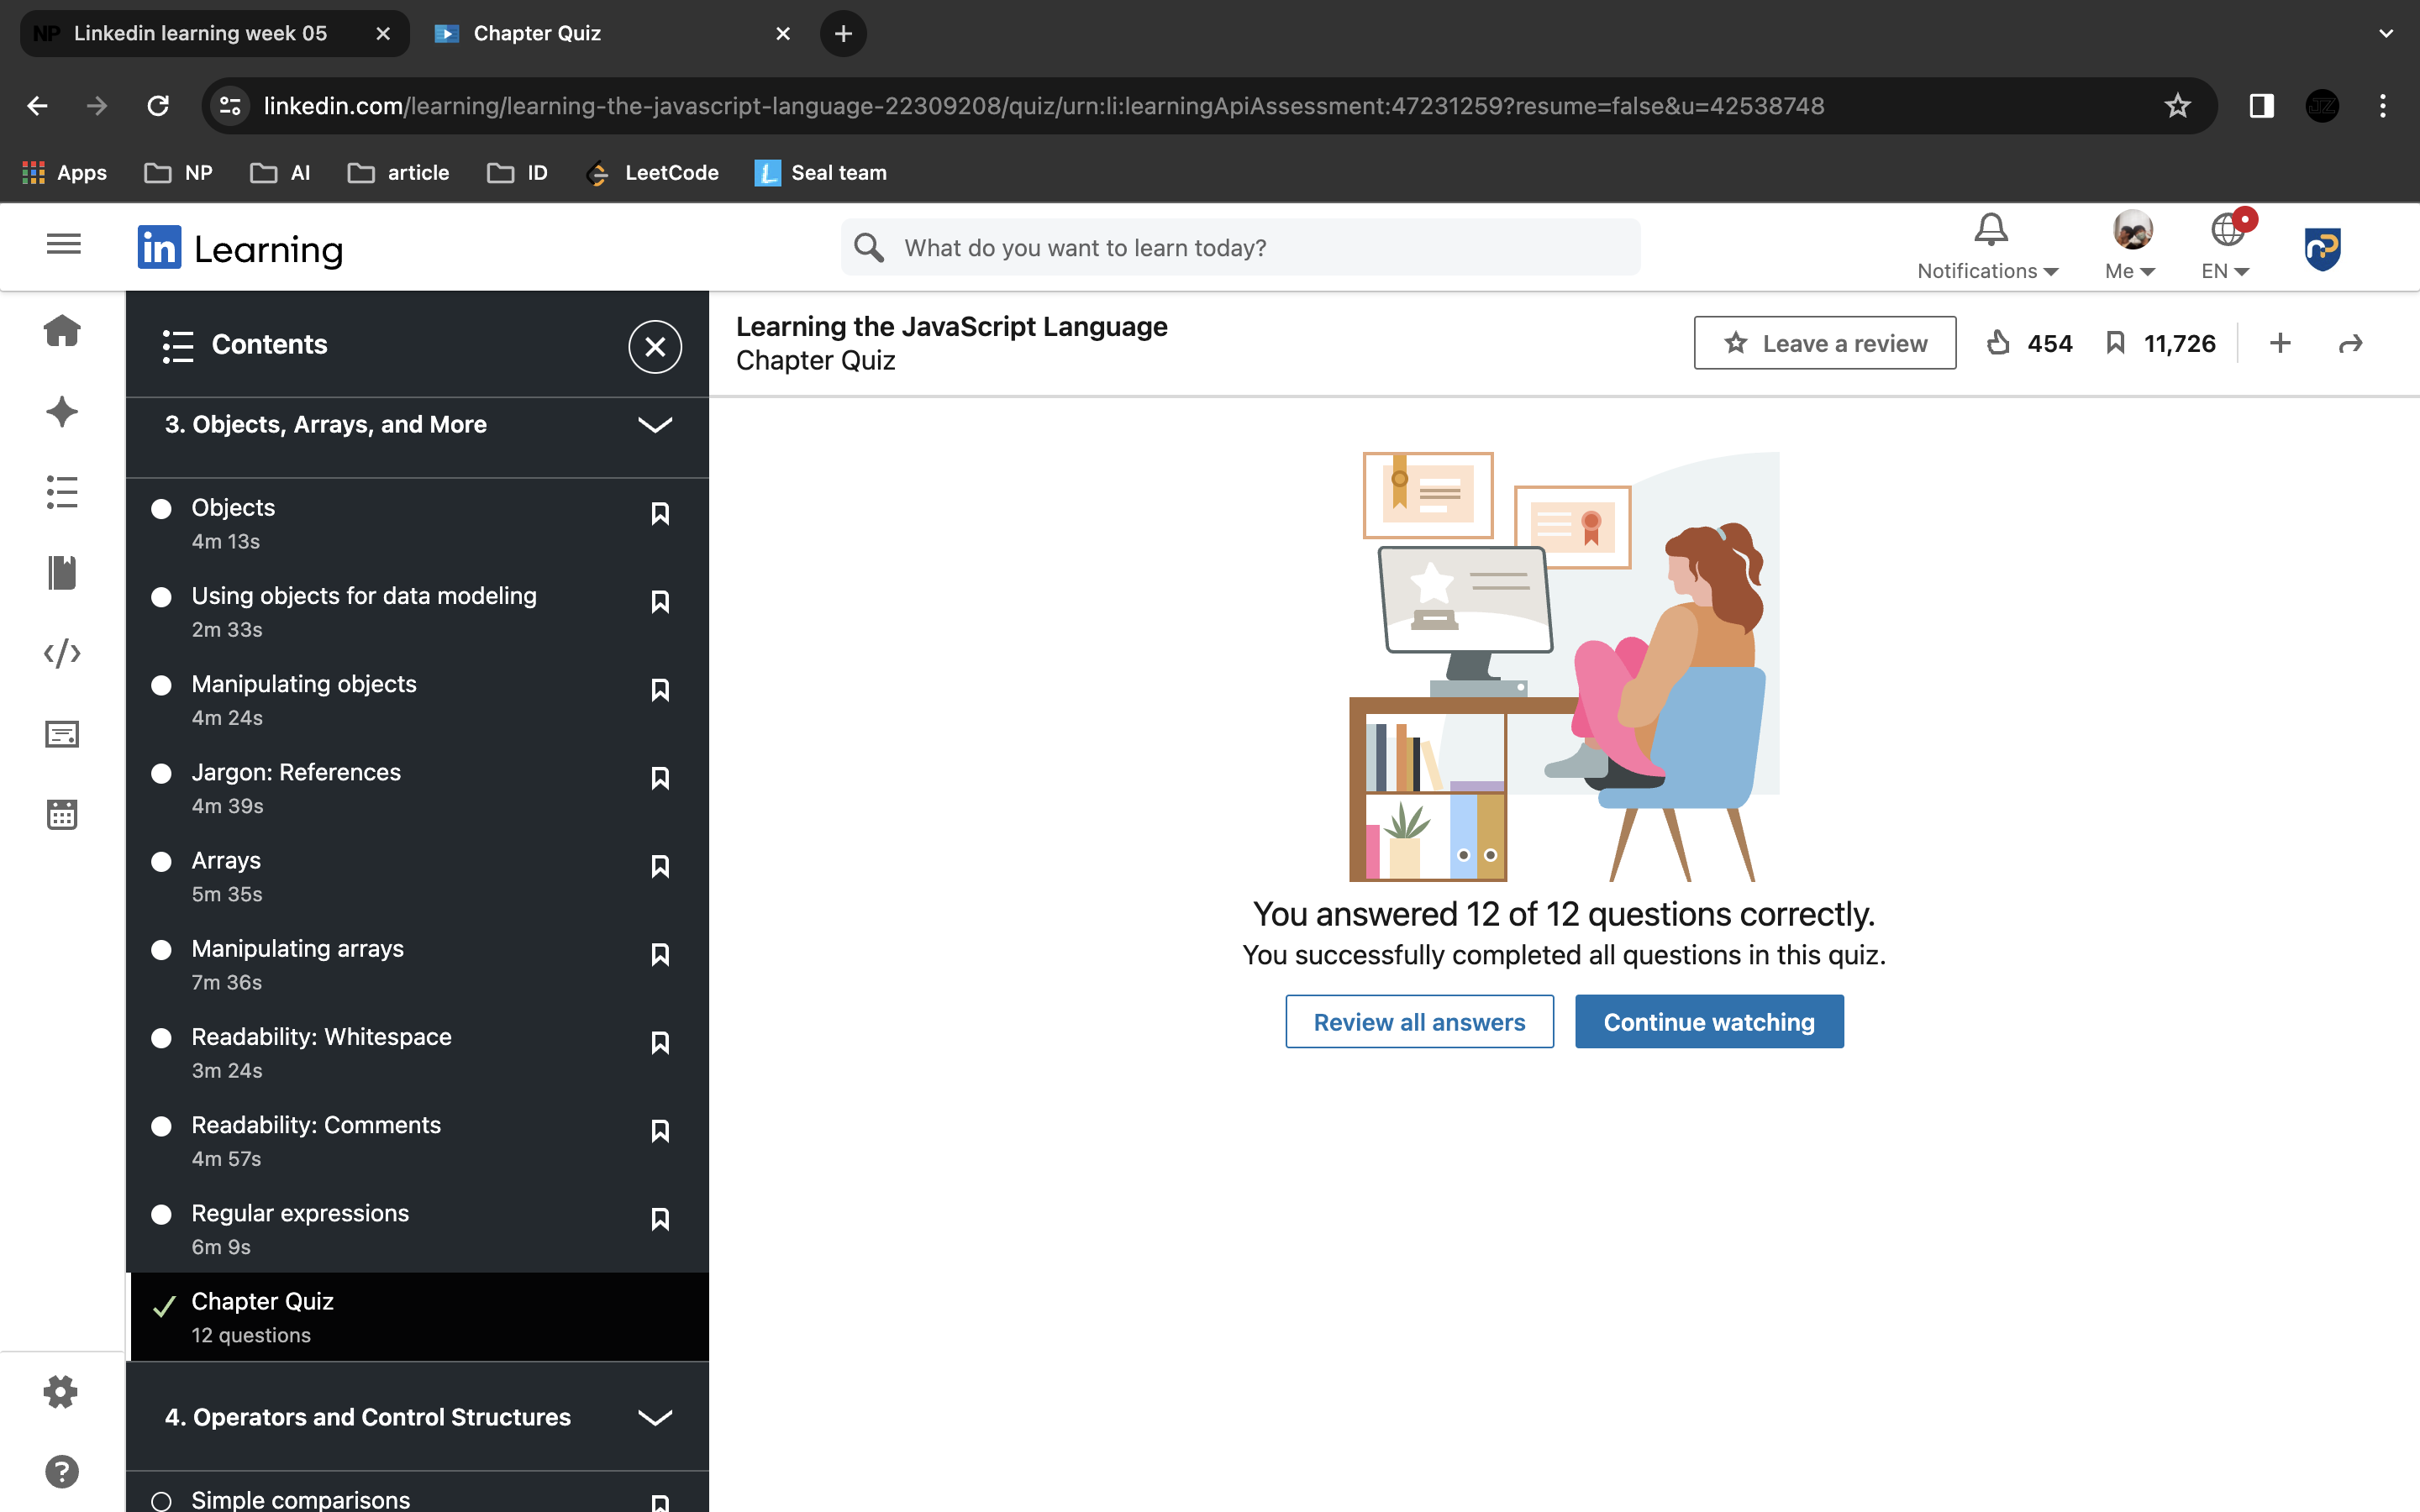 NP Linkedin learning week 05
Chapter Quiz
linkedin.com/learning/learning-the-javascript-language-22309208/quiz/urn:li:learningApiAssessment:47231259?resume=false&u=42538748
JZ
Apps NP AI article ID LeetCode L Seal team
in Learning
What do you want to learn today?
Notifications
Me
EN
Contents
3. Objects, Arrays, and More
Objects
4m 13s
Using objects for data modeling
2m 33s
Manipulating objects
4m 24s
Jargon: References
4m 39s
Arrays
5m 35s
Manipulating arrays
7m 36s
Readability: Whitespace
3m 24s
Readability: Comments
4m 57s
Regular expressions
6m 9s
Chapter Quiz
12 questions
4. Operators and Control Structures
Simple comparisons
Learning the JavaScript Language
Chapter Quiz
Leave a review
454
11,726
You answered 12 of 12 questions correctly.
You successfully completed all questions in this quiz.
Review all answers
Continue watching